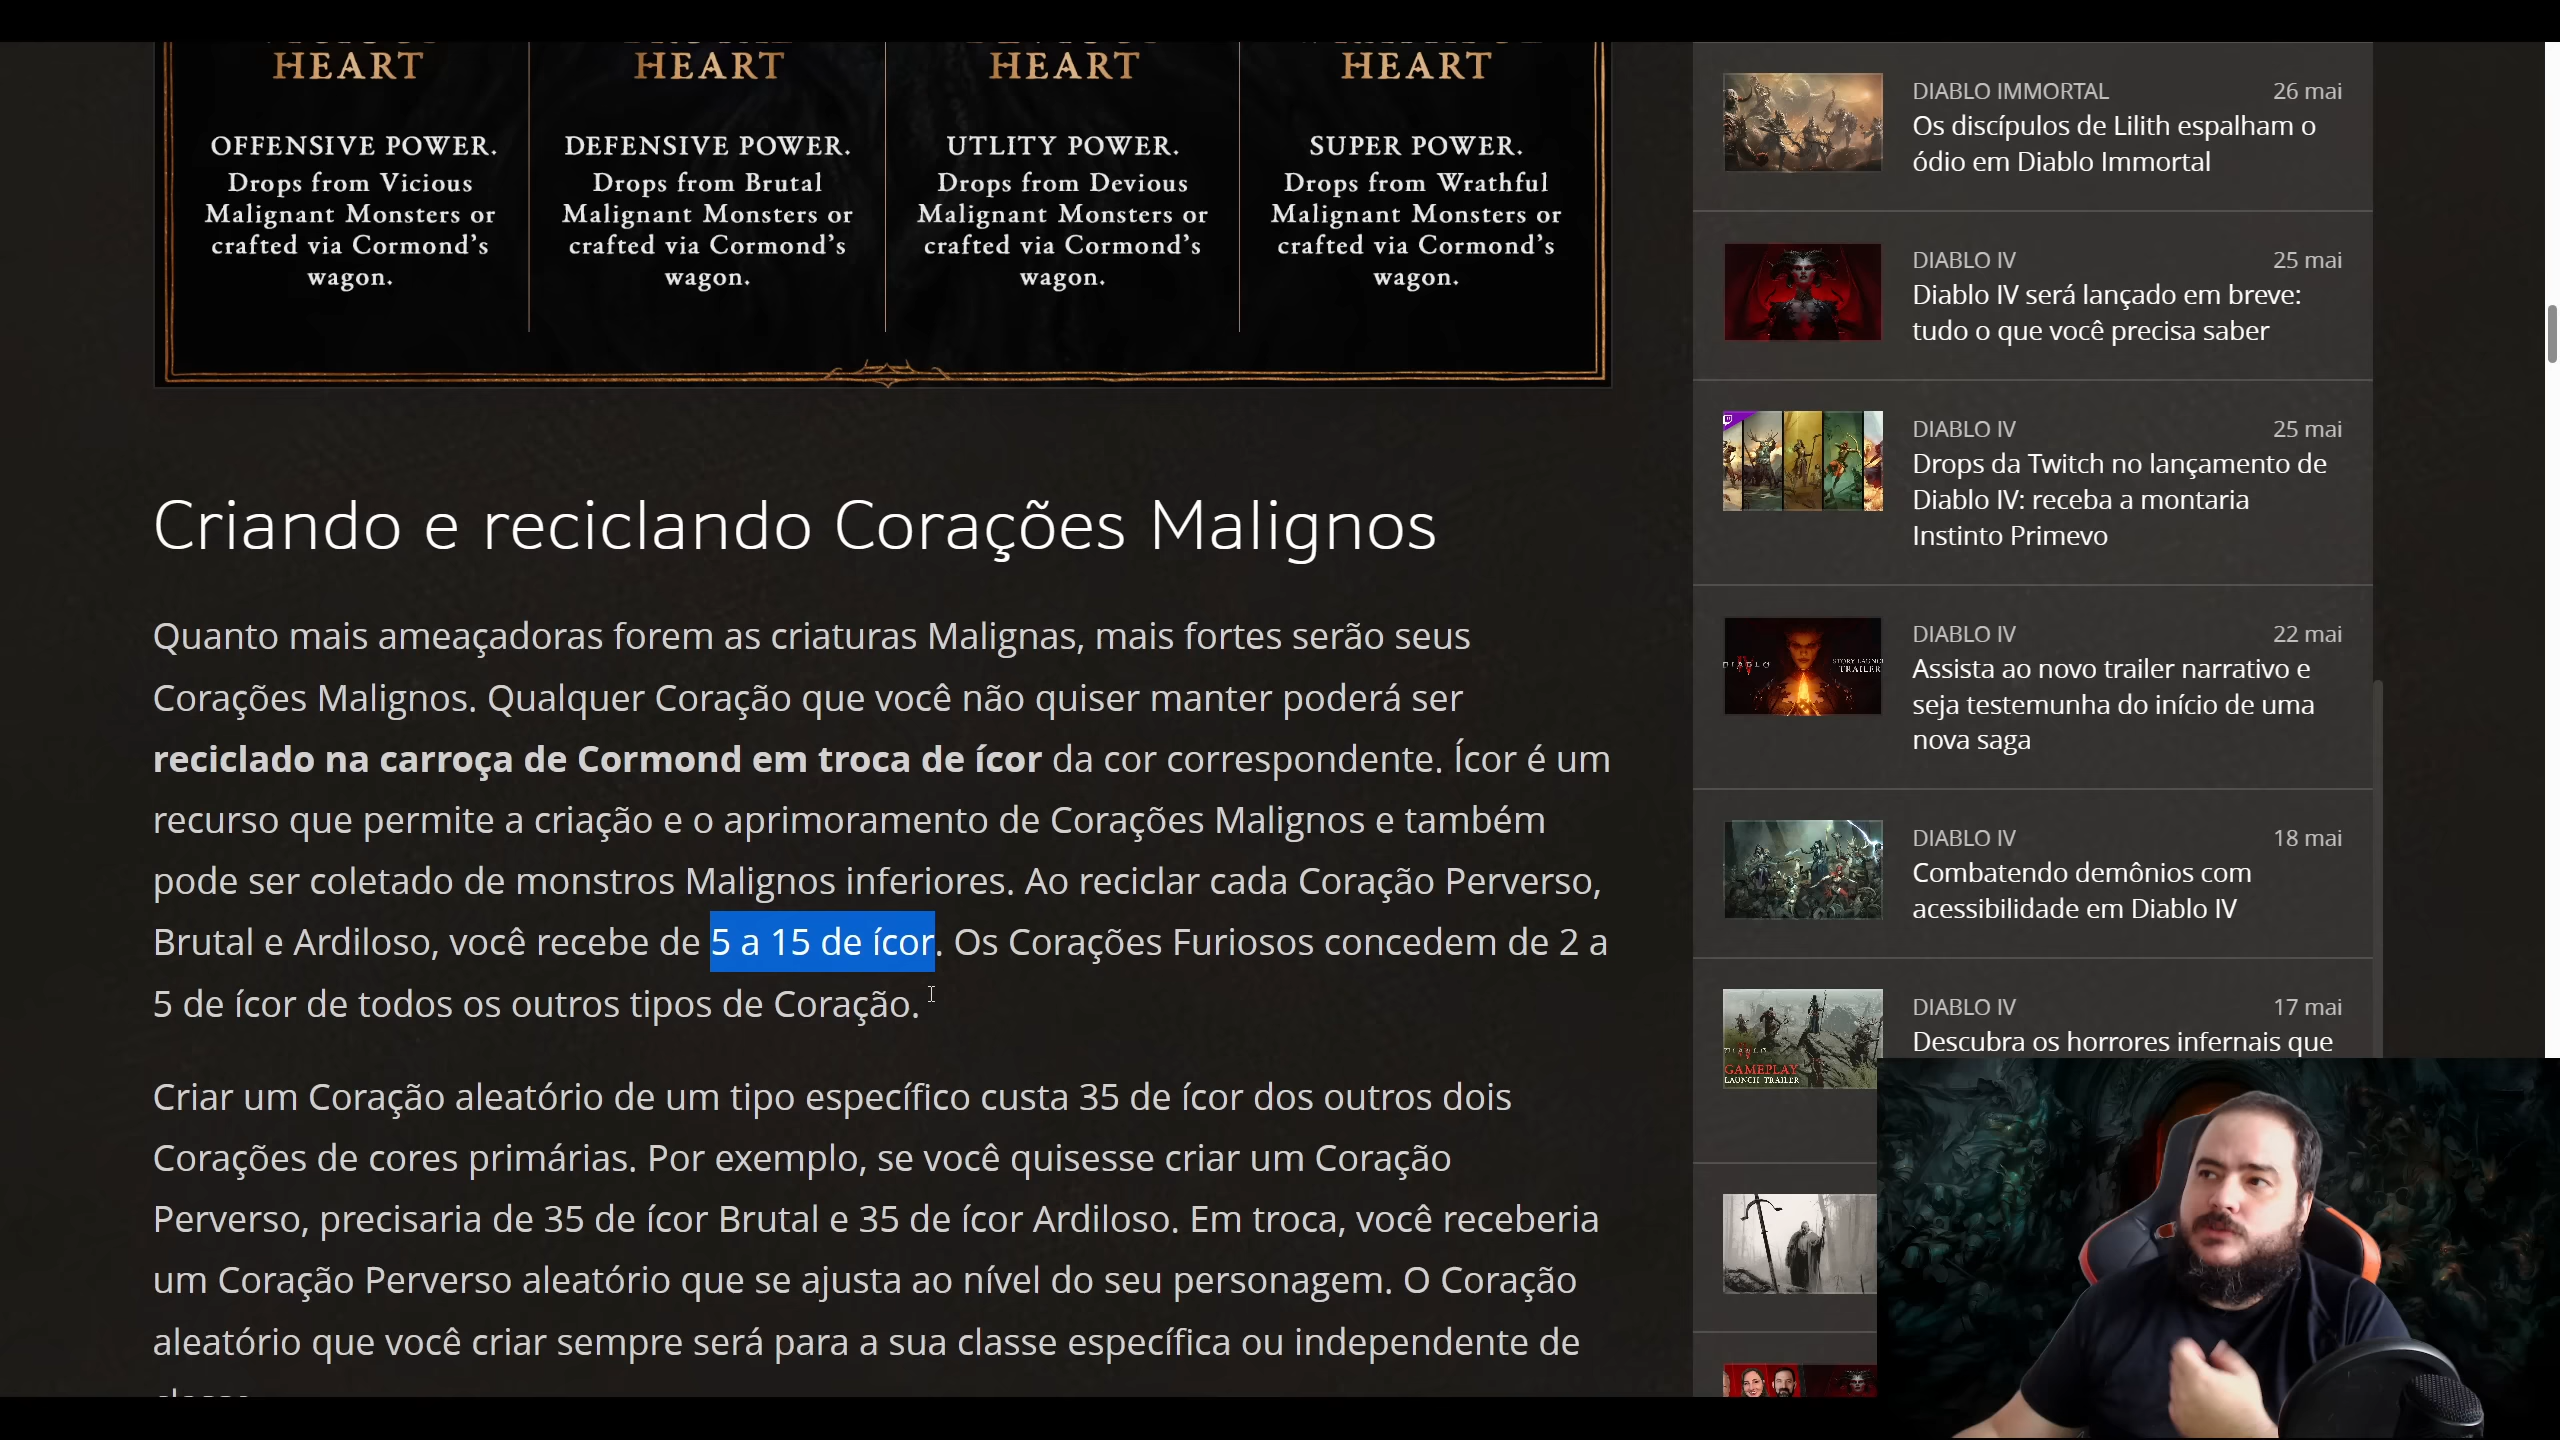 HEART
HEART
HEART
HEART
OFFENSIVE POWER.
Drops from Vicious
Malignant Monsters or
crafted via Cormond's
wagon.
DEFENSIVE POWER.
Drops from Brutal
Malignant Monsters or
crafted via Cormond's
wagon.
UTLITY POWER.
Drops from Devious
Malignant Monsters or
crafted via Cormond's
wagon.
SUPER POWER.
Drops from Wrathful
Malignant Monsters or
crafted via Cormond's
wagon.
Criando e reciclando Corações Malignos
Quanto mais ameaçadoras forem as criaturas Malignas, mais fortes serão seus
Corações Malignos. Qualquer Coração que você não quiser manter poderá ser
reciclado na carroça de Cormond em troca de ícor da cor correspondente. Ícor é um
recurso que permite a criação e o aprimoramento de Corações Malignos e também
pode ser coletado de monstros Malignos inferiores. Ao reciclar cada Coração Perverso,
Brutal e Ardiloso, você recebe de 5 a 15 de ícor. Os Corações Furiosos concedem de 2 a
5 de ícor de todos os outros tipos de Coração.
Criar um Coração aleatório de um tipo específico custa 35 de ícor dos outros dois
Corações de cores primárias. Por exemplo, se você quisesse criar um Coração
Perverso, precisaria de 35 de ícor Brutal e 35 de ícor Ardiloso. Em troca, você receberia
um Coração Perverso aleatório que se ajusta ao nível do seu personagem. O Coração
aleatório que você criar sempre será para a sua classe específica ou independente de
DIABLO IMMORTAL 26 mai
Os discípulos de Lilith espalham o
ódio em Diablo Immortal
DIABLO IV 25 mai
Diablo IV será lançado em breve:
tudo o que você precisa saber
DIABLO IV 25 mai
Drops da Twitch no lançamento de
Diablo IV: receba a montaria
Instinto Primevo
DIABLO IV 22 mai
Assista ao novo trailer narrativo e
seja testemunha do início de uma
nova saga
DIABLO
STORY LAUNCH
TRAILER
DIABLO IV 18 mai
Combatendo demônios com
acessibilidade em Diablo IV
DIABLO IV 17 mai
Descubra os horrores infernais que
DIABLO
GAMEPLAY
LAUNCH TRAILER